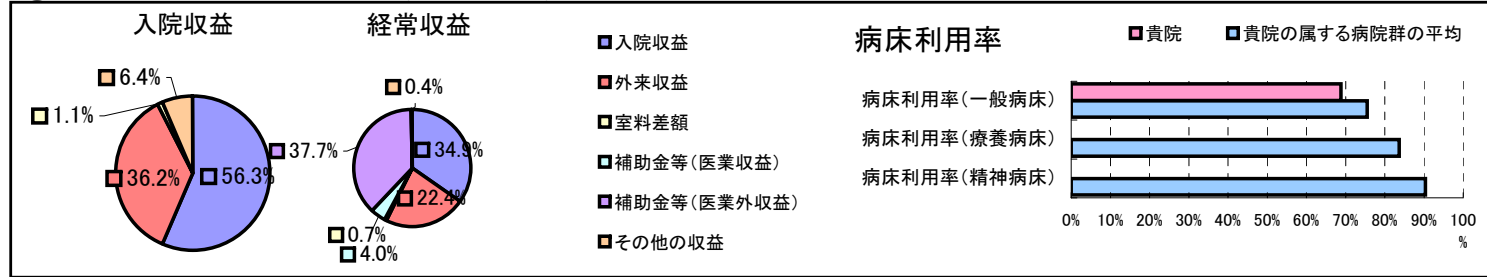 入院収益
6.4%
1.1%
36.2%
56.3%
経常収益
0.4%
37.7%
34.9%
22.4%
0.7%
4.0%
入院収益
外来収益
室料差額
補助金等(医業収益)
補助金等(医業外収益)
その他の収益
病床利用率
貴院 貴院の属する病院群の平均
病床利用率(一般病床)
病床利用率(療養病床)
病床利用率(精神病床)
0% 10% 20% 30% 40% 50% 60% 70% 80% 90% 100
%